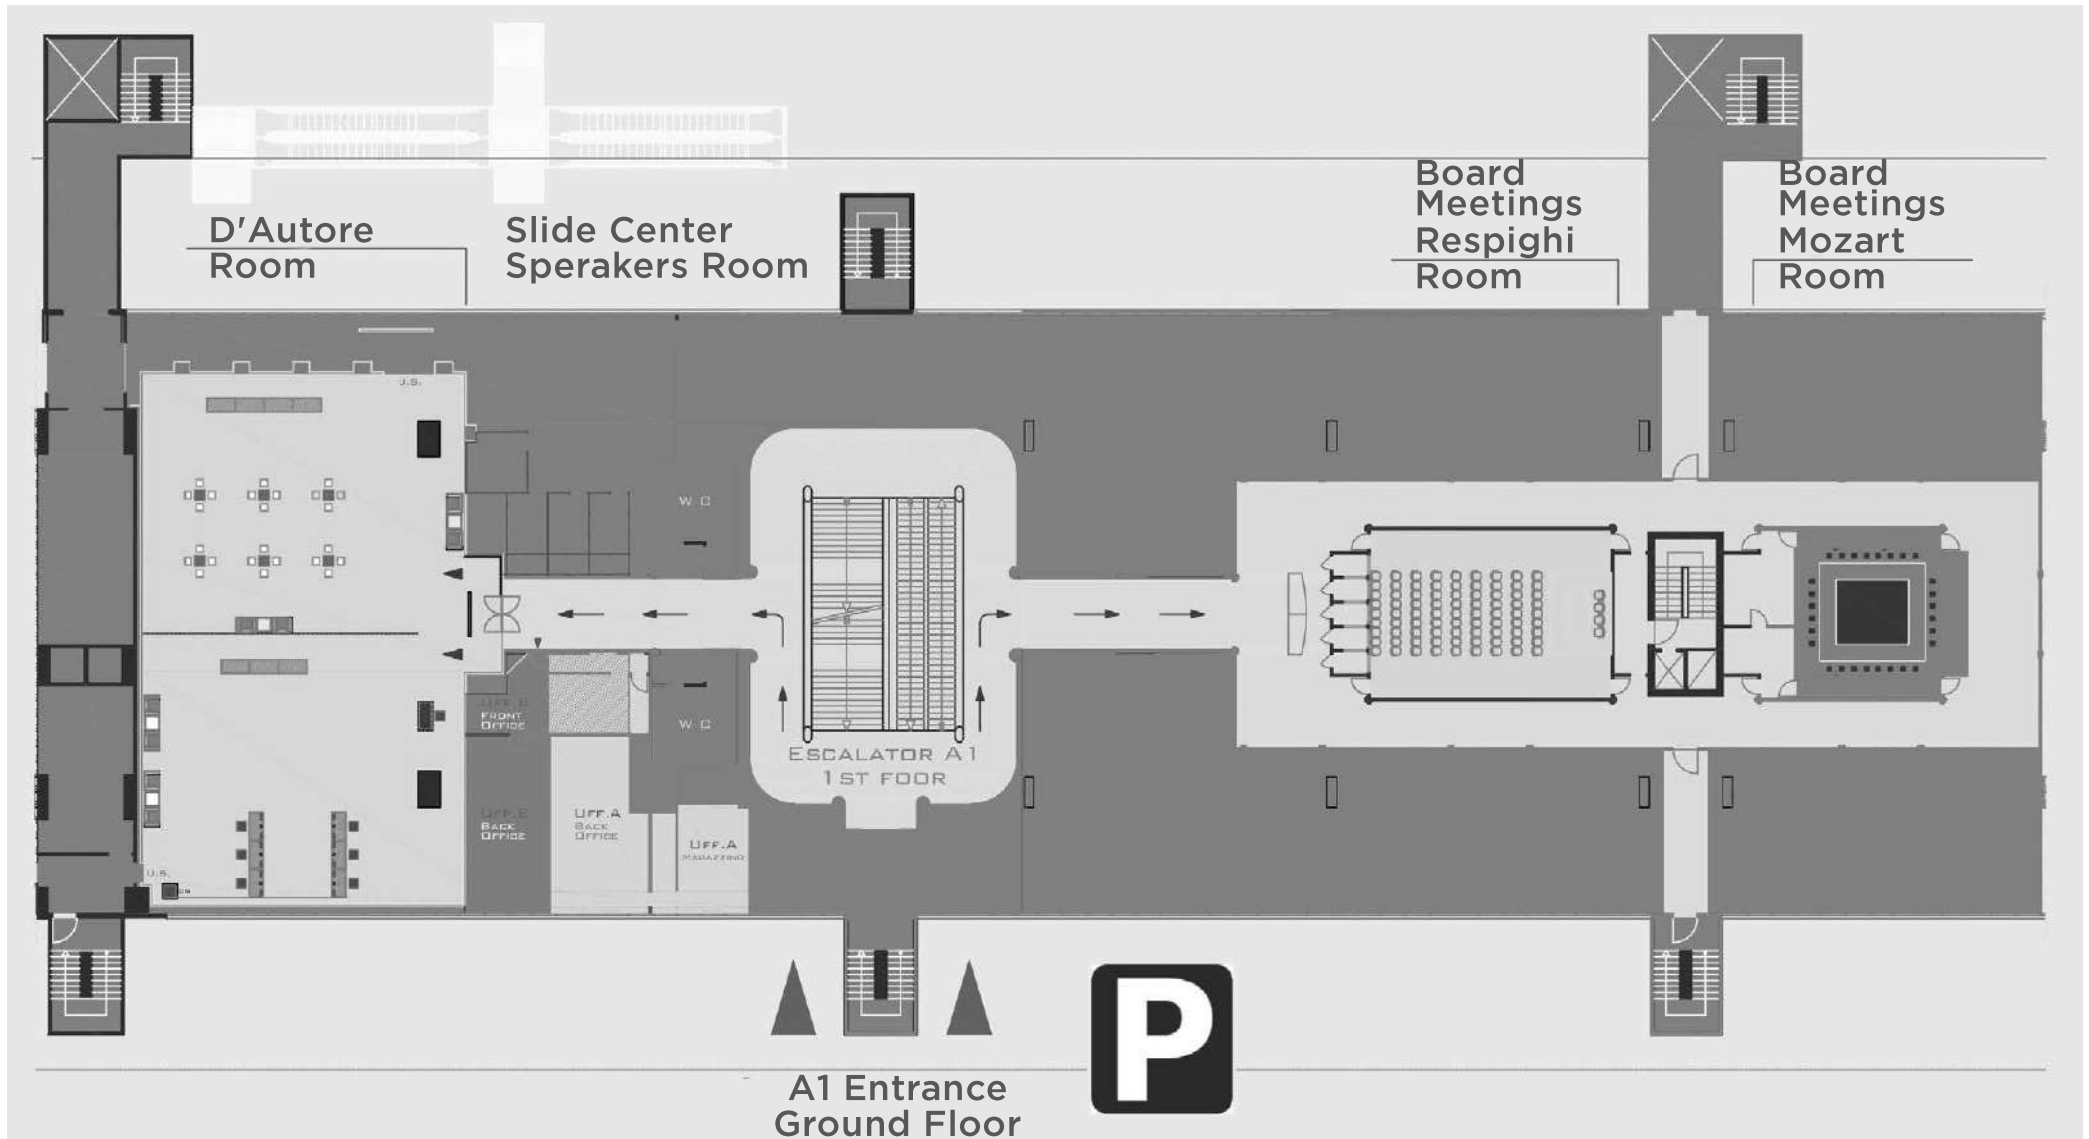 Board
Meetings
Respighi
Room
Board
Meetings
Mozart
Room
D'Autore
Room
Slide Center
Sperakers Room
U.S.
W C
UFF.B
FRONT
OFFICE
W C
ESCALATOR A1
1ST FOOR
UFF.B
BACK
OFFICE
UFF.A
BACK
OFFICE
UFF.A
MAGAZZINO
U.S.
P
A1 Entrance
Ground Floor